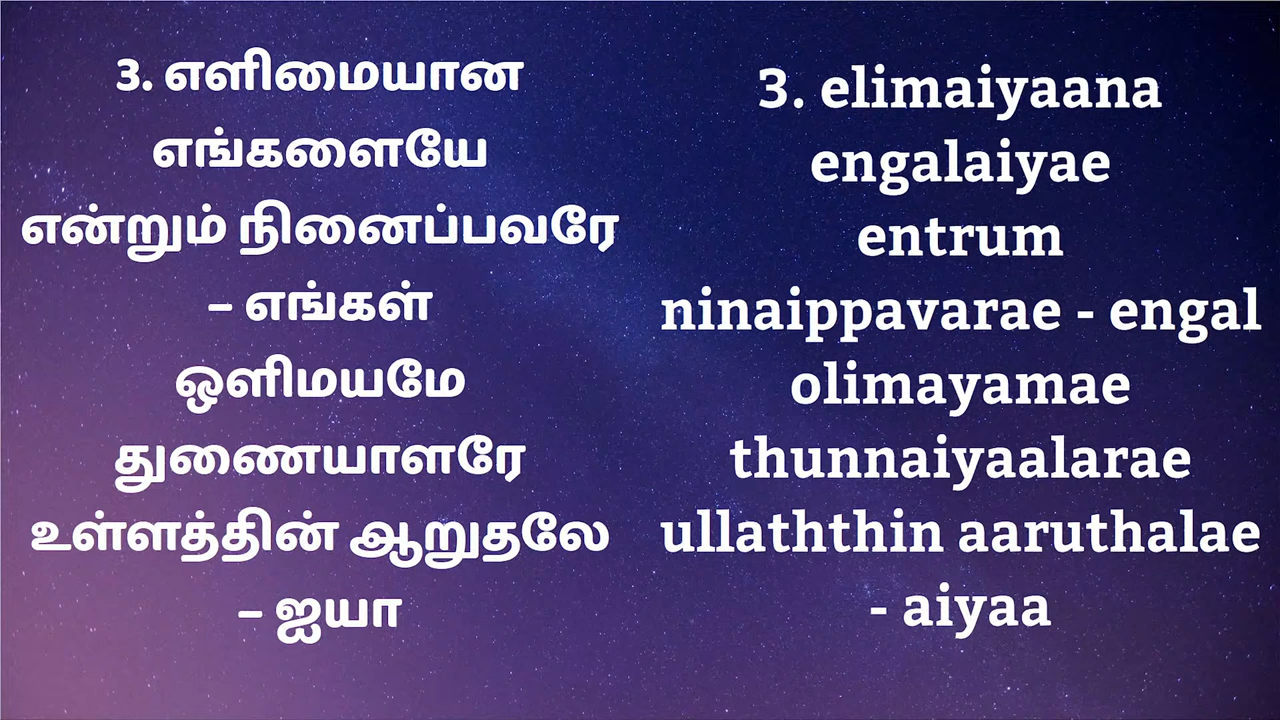 3. எளிமையான
எங்களையே
என்றும் நினைப்பவரே
– எங்கள்
ஒளிமயமே
துணையாளரே
உள்ளத்தின் ஆறுதலே
– ஐயா
3. elimaiyaana
engalaiyae
entrum
ninaippavarae - engal
olimayamae
thunnaiyaalarae
ullaththin aaruthalae
- aiyaa